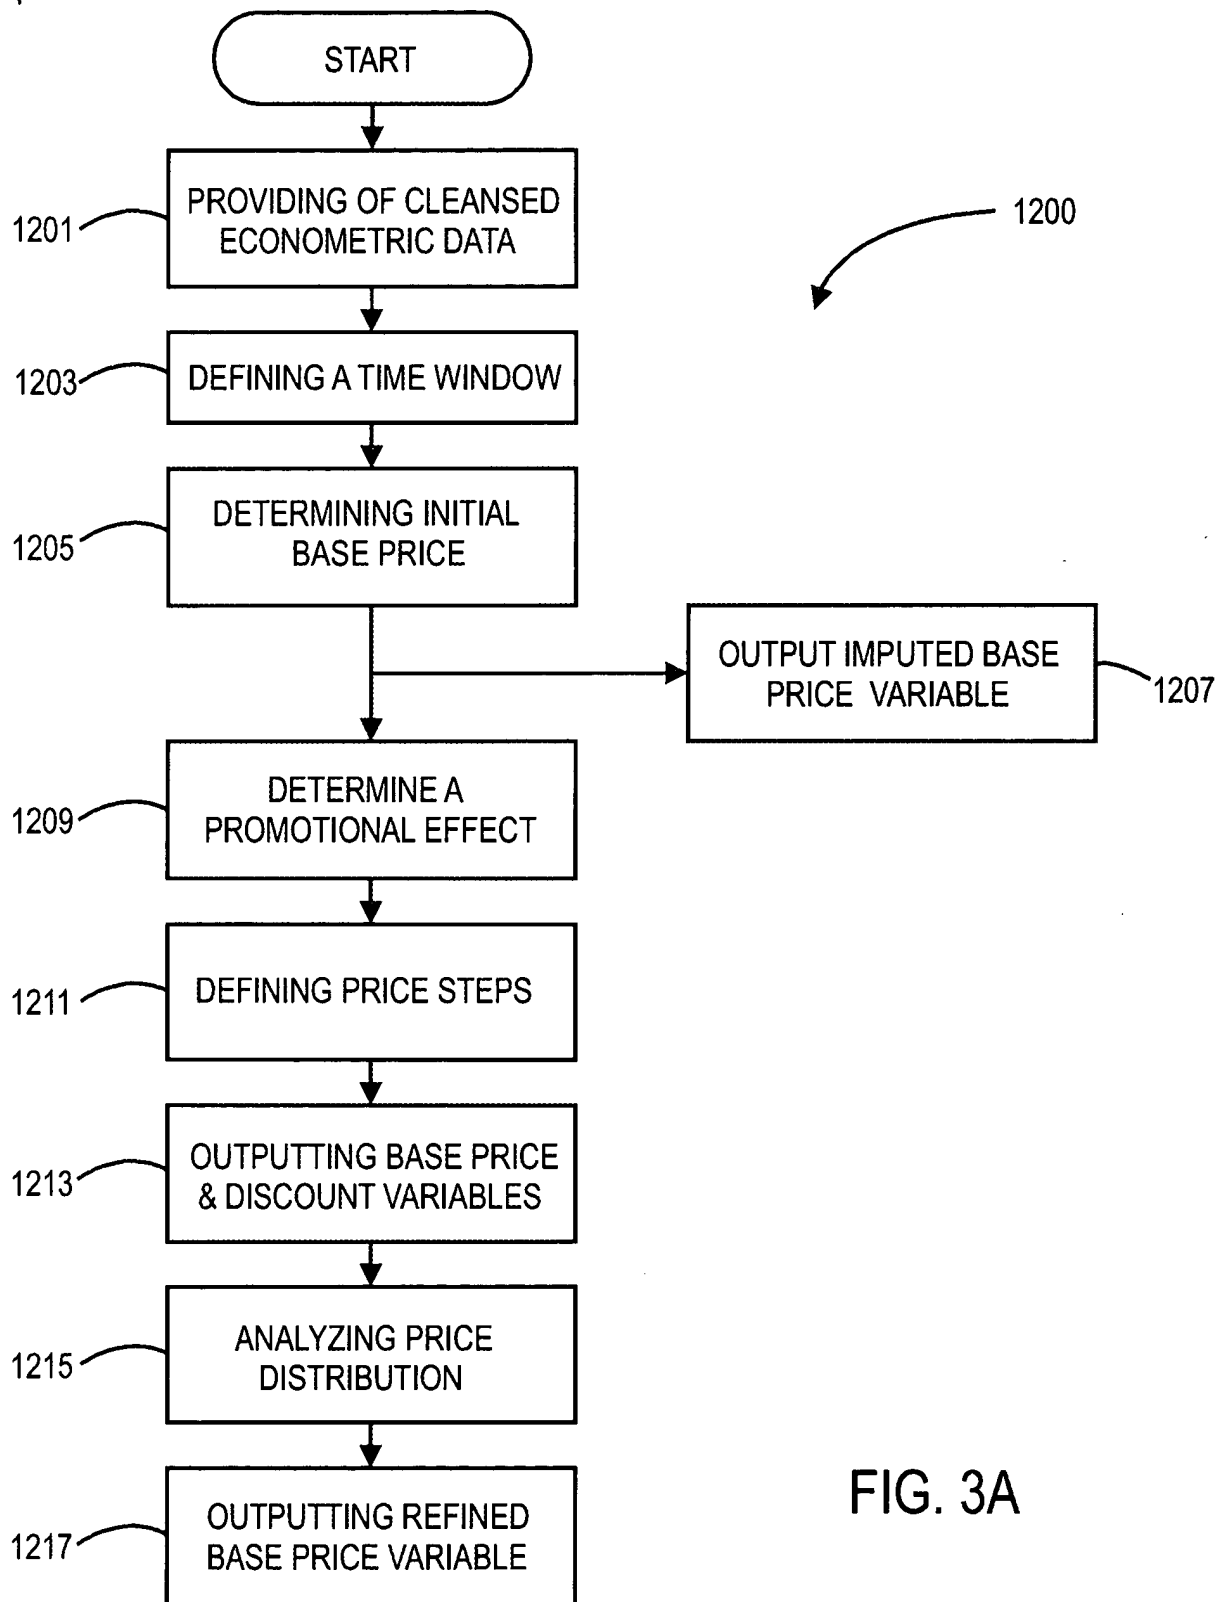 START
1201
PROVIDING OF CLEANSED
ECONOMETRIC DATA
1200
1203
DEFINING A TIME WINDOW
1205
DETERMINING INITIAL
BASE PRICE
OUTPUT IMPUTED BASE
PRICE VARIABLE
1207
1209
DETERMINE A
PROMOTIONAL EFFECT
1211
DEFINING PRICE STEPS
1213
OUTPUTTING BASE PRICE
& DISCOUNT VARIABLES
1215
ANALYZING PRICE
DISTRIBUTION
1217
OUTPUTTING REFINED
BASE PRICE VARIABLE
FIG. 3A